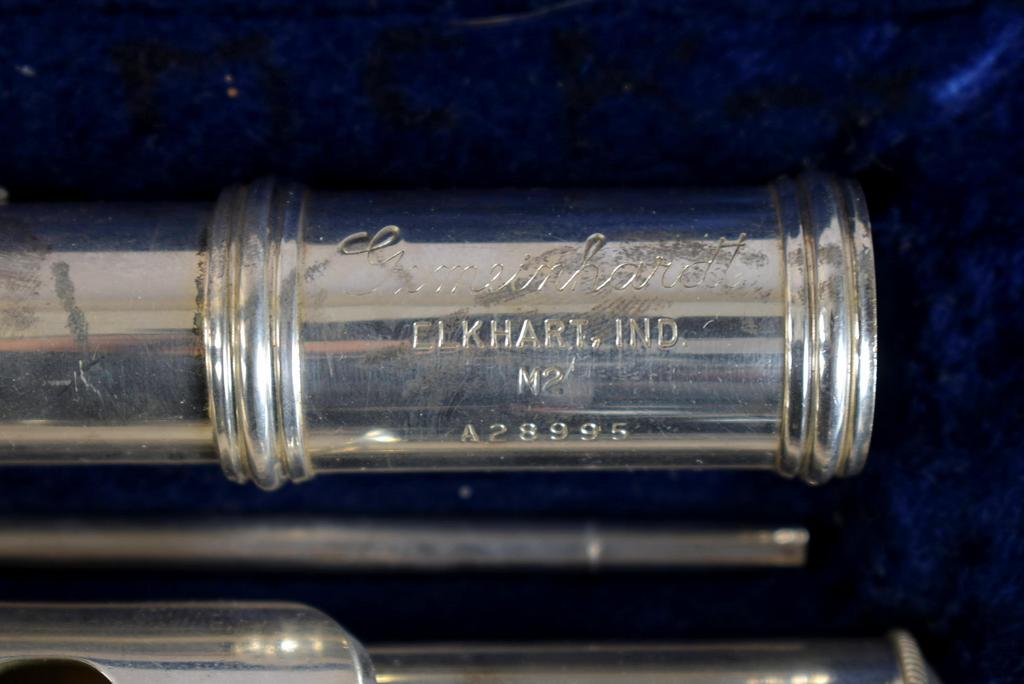 Gemeinhardt
ELKHART, IND.
M2
A28995